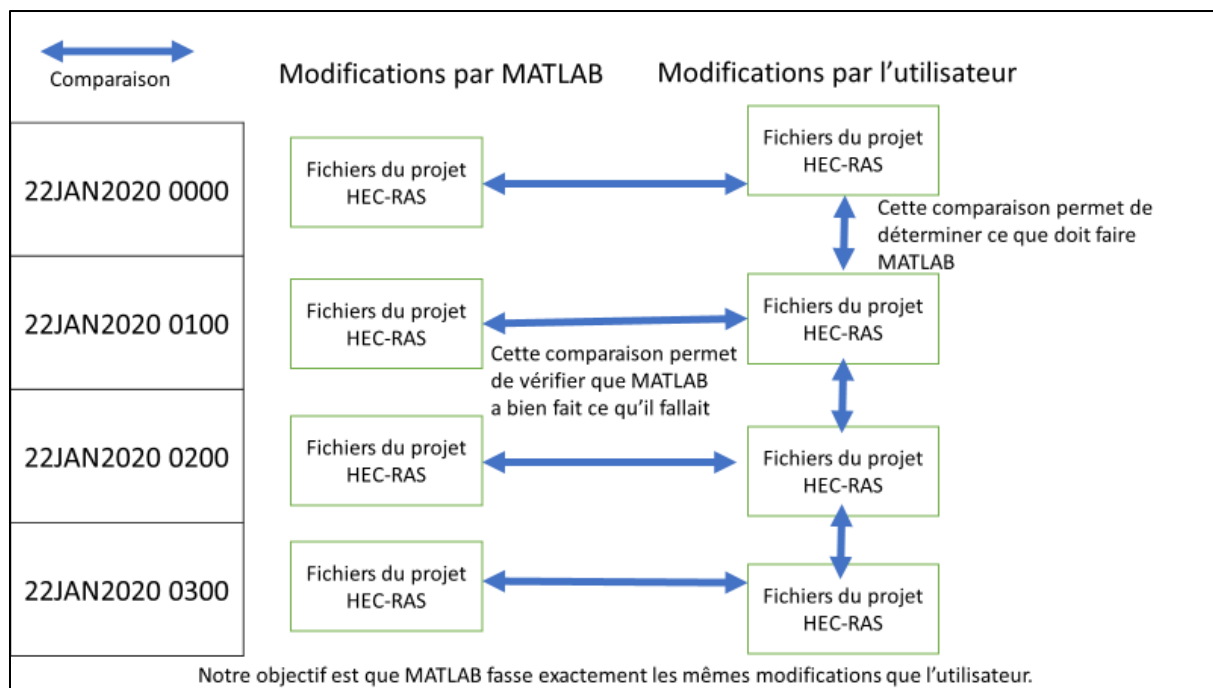 Comparaison
Modifications par MATLAB
Modifications par l'utilisateur
22JAN2020 0000
Fichiers du projet
HEC-RAS
Fichiers du projet
HEC-RAS
Cette comparaison permet de
déterminer ce que doit faire
MATLAB
22JAN2020 0100
Fichiers du projet
HEC-RAS
Fichiers du projet
HEC-RAS
Cette comparaison permet
de vérifier que MATLAB
a bien fait ce qu'il fallait
22JAN2020 0200
Fichiers du projet
HEC-RAS
Fichiers du projet
HEC-RAS
22JAN2020 0300
Fichiers du projet
HEC-RAS
Fichiers du projet
HEC-RAS
Notre objectif est que MATLAB fasse exactement les mêmes modifications que l'utilisateur.